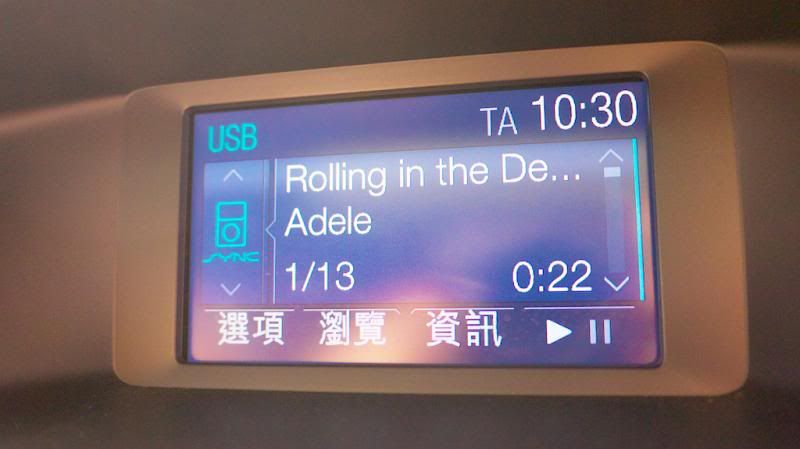 USB TA 10:30
Rolling in the De...
Adele
SYNC
1/13 0:22
選項 瀏覽 資訊